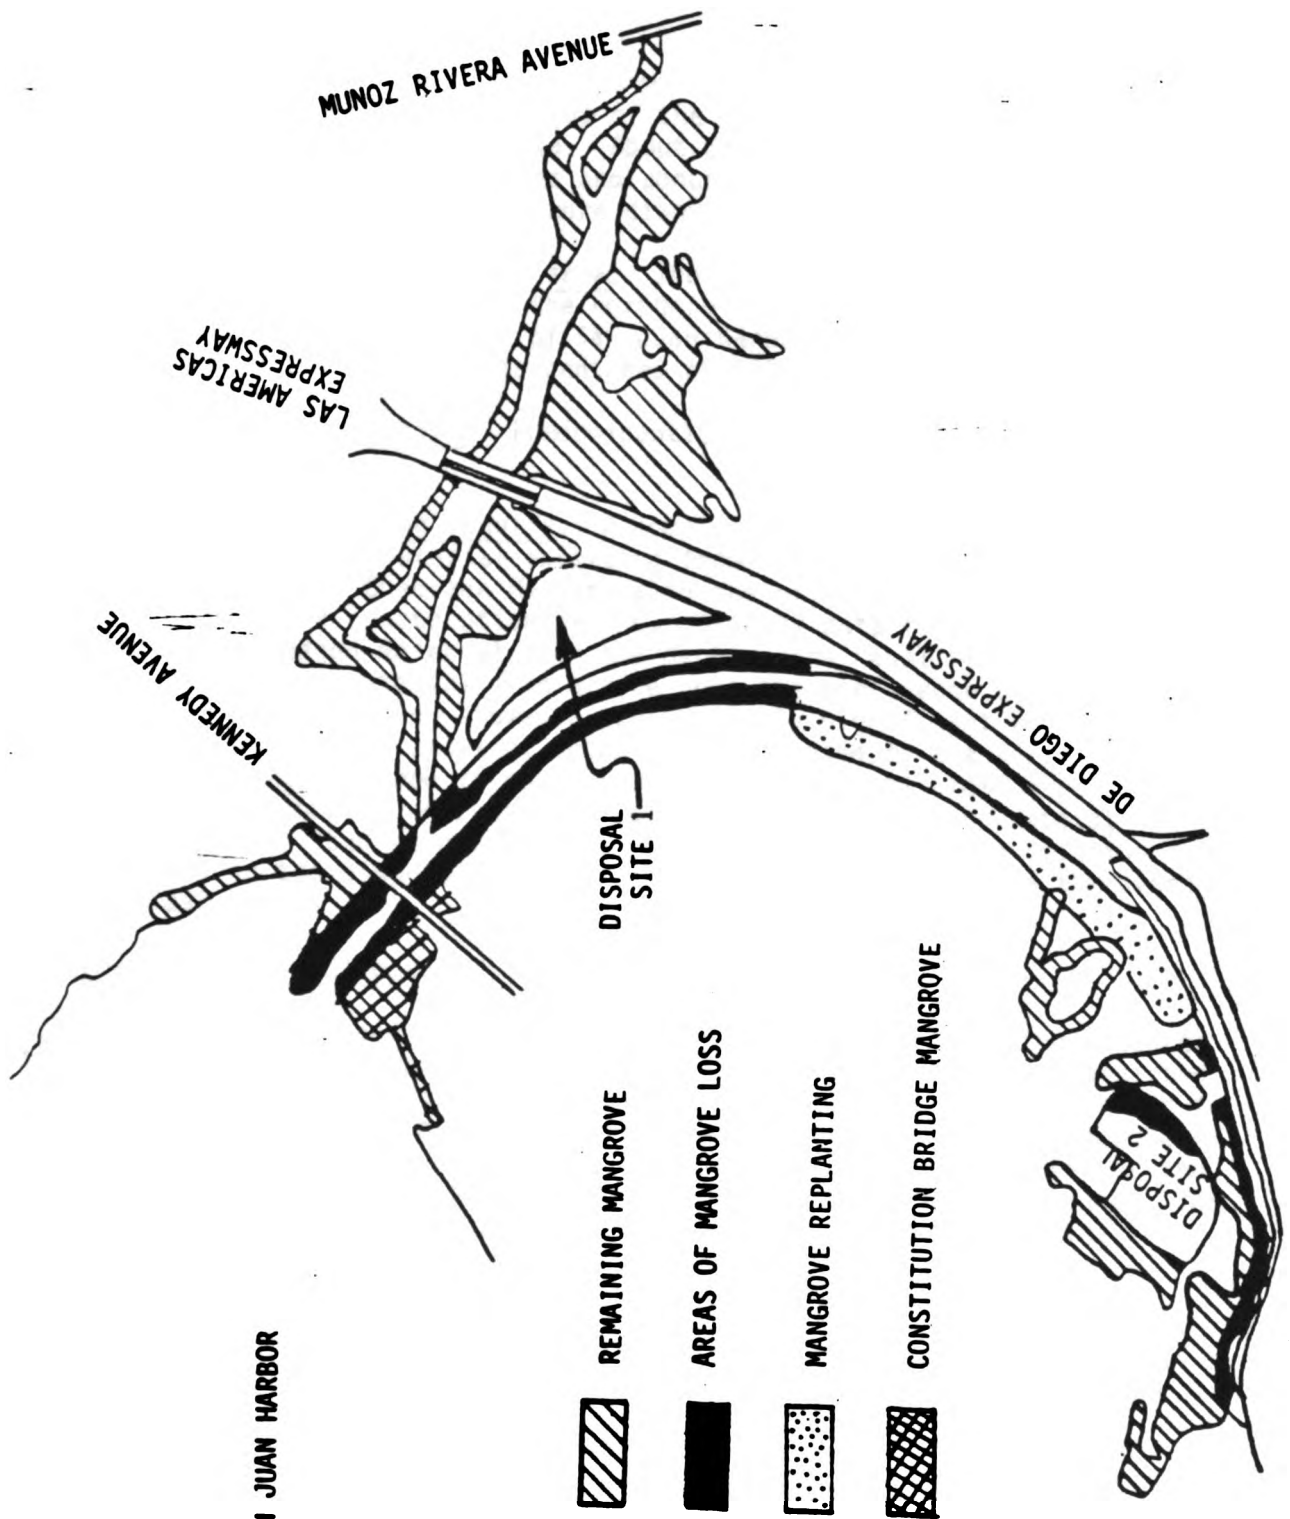 MUNOZ RIVERA AVENUE
LAS AMERICAS
EXPRESSWAY
KENNEDY AVENUE
DE DIEGO EXPRESSWAY
DISPOSAL
SITE 1
DISPOSAL
SITE 2
JUAN HARBOR
REMAINING MANGROVE
AREAS OF MANGROVE LOSS
MANGROVE REPLANTING
CONSTITUTION BRIDGE MANGROVE